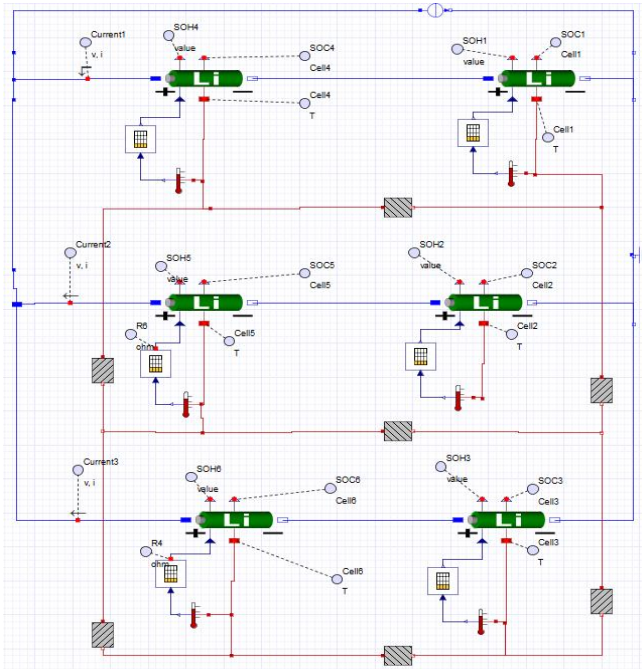 Current1
v, i
SOH4
value
SOC4
Cell4
Li
Cell4
T
SOH1
value
SOC1
Cell1
Li
Cell1
T
Current2
v, i
SOH5
value
SOC5
Cell5
Li
Cell5
T
R6
ohm
SOH2
value
SOC2
Cell2
Li
Cell2
T
Current3
v, i
SOH6
value
SOC6
Cell6
Li
Cell6
T
R4
ohm
SOH3
value
SOC3
Cell3
Li
Cell3
T